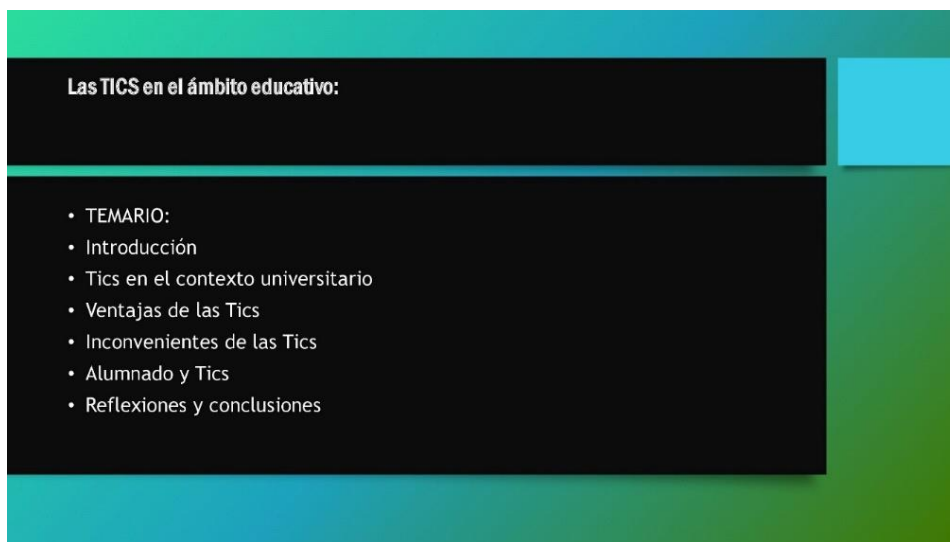 Las TICS en el ámbito educativo:
• TEMARIO:
• Introducción
• Tics en el contexto universitario
• Ventajas de las Tics
• Inconvenientes de las Tics
• Alumnado y Tics
• Reflexiones y conclusiones